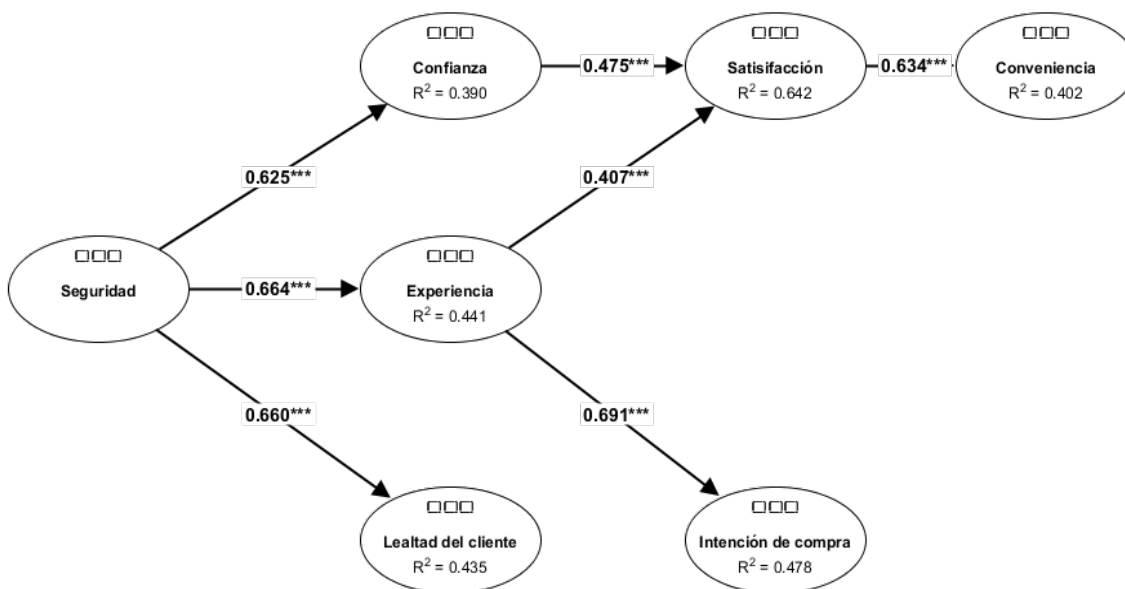 Confianza
R² = 0.390
0.475***
Satisifacción
R² = 0.642
0.634***
Conveniencia
R² = 0.402
0.625***
0.407***
Seguridad
0.664***
Experiencia
R² = 0.441
0.660***
0.691***
Lealtad del cliente
R² = 0.435
Intención de compra
R² = 0.478